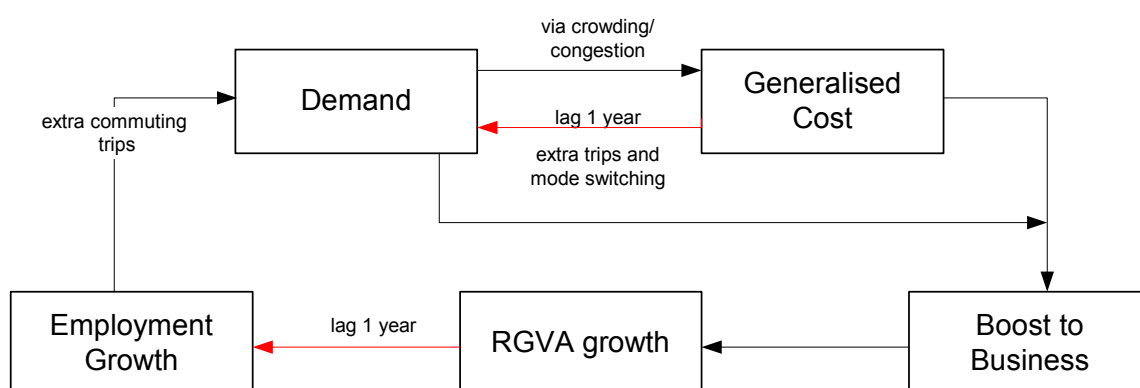 via crowding/
congestion
Demand
Generalised
Cost
extra commuting
trips
lag 1 year
extra trips and
mode switching
Employment
Growth
lag 1 year
RGVA growth
Boost to
Business